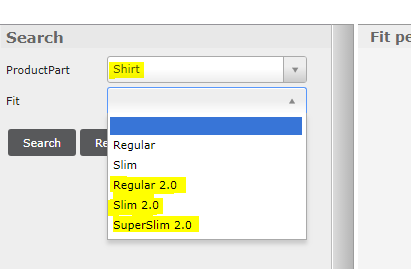 Search
Fit pe
ProductPart
Shirt
Fit
Search
Re
Regular
Slim
Regular 2.0
Slim 2.0
SuperSlim 2.0